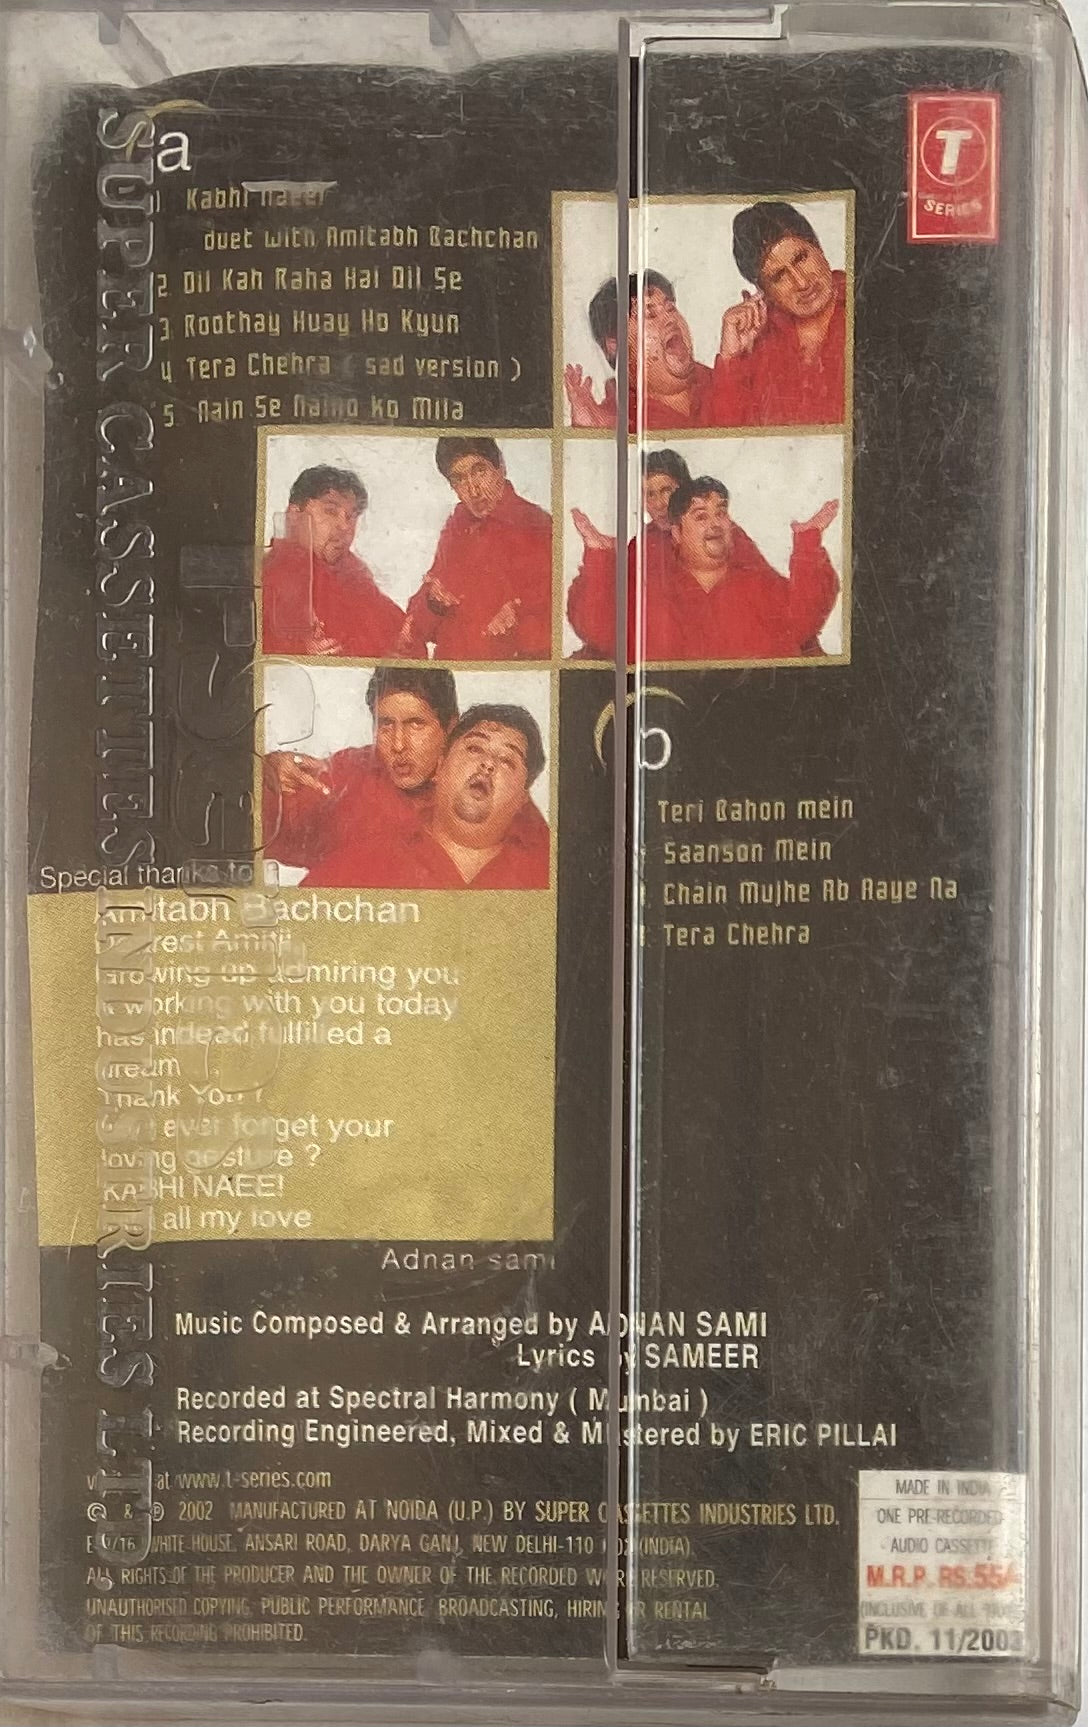 a
1 Kabhi Naeei
duet with Amitabh Bachchan
2. Dil Kah Raha Hai Dil Se
3 Roothay Huay Ho Kyun
4 Tera Chehra ( sad version )
5. Nain Se Naino ko Mila
T
SERIES
b
Teri Bahon mein
Saanson Mein
Chain Mujhe Ab Aaye Na
Tera Chehra
Special thanks to
Amitabh Bachchan
Amitji
Growing up admiring you
& working with you today
has indeed fulfilled a
dream
Thank You !
ever forget your
loving gesture ?
KABHI NAEE!
all my love
Adnan sami
Music Composed & Arranged by ADNAN SAMI
Lyrics by SAMEER
Recorded at Spectral Harmony ( Mumbai )
Recording Engineered, Mixed & Mastered by ERIC PILLAI
at www.t-series.com
© & ℗ 2002 MANUFACTURED AT NOIDA (U.P.) BY SUPER CASSETTES INDUSTRIES LTD.
WHITE HOUSE, ANSARI ROAD, DARYA GANJ, NEW DELHI-110 002 (INDIA).
ALL RIGHTS OF THE PRODUCER AND THE OWNER OF THE RECORDED WORK RESERVED.
UNAUTHORISED COPYING, PUBLIC PERFORMANCE, BROADCASTING, HIRING OR RENTAL
OF THIS RECORDING PROHIBITED.
MADE IN INDIA
ONE PRE-RECORDED
AUDIO CASSETTE
M.R.P. RS.55/-
INCLUSIVE OF ALL
PKD. 11/2003
SUPER CASSETTES INDUSTRIES LTD.